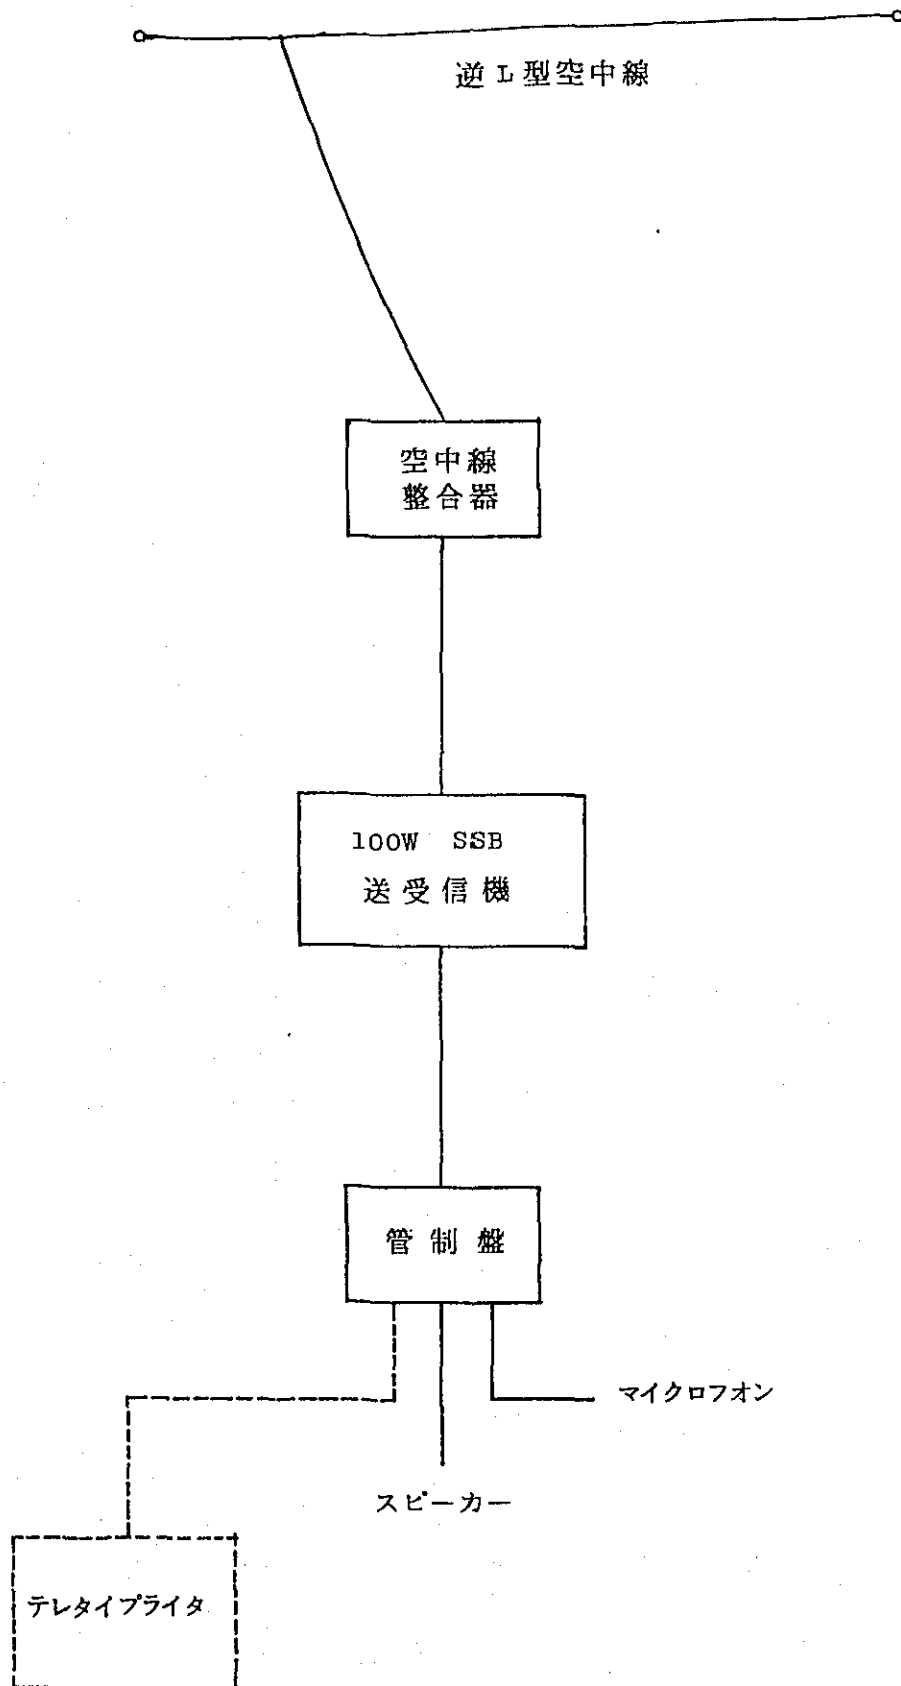 逆L型空中線
空中線
整合器
100W SSB
送受信機
管制盤
マイクロフオン
スピーカー
テレタイプライタ